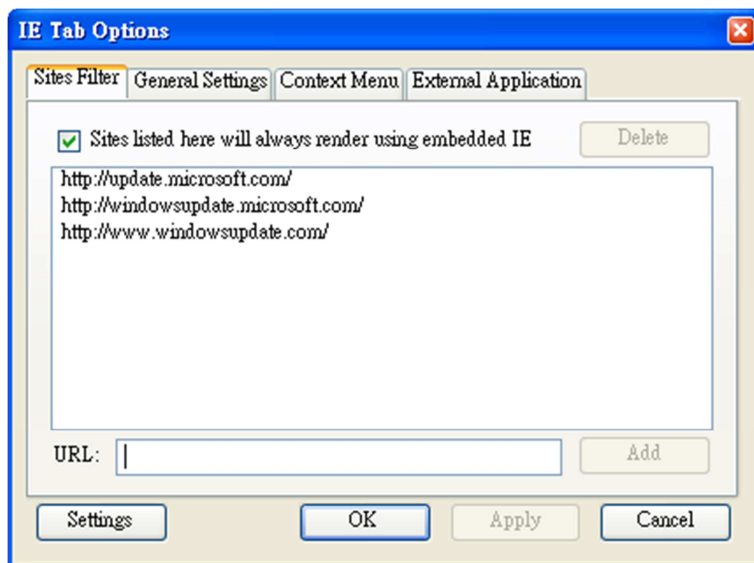 IE Tab Options
Sites Filter General Settings Context Menu External Application
Sites listed here will always render using embedded IE Delete
http://update.microsoft.com/
http://windowsupdate.microsoft.com/
http://www.windowsupdate.com/
URL: Add
Settings OK Apply Cancel